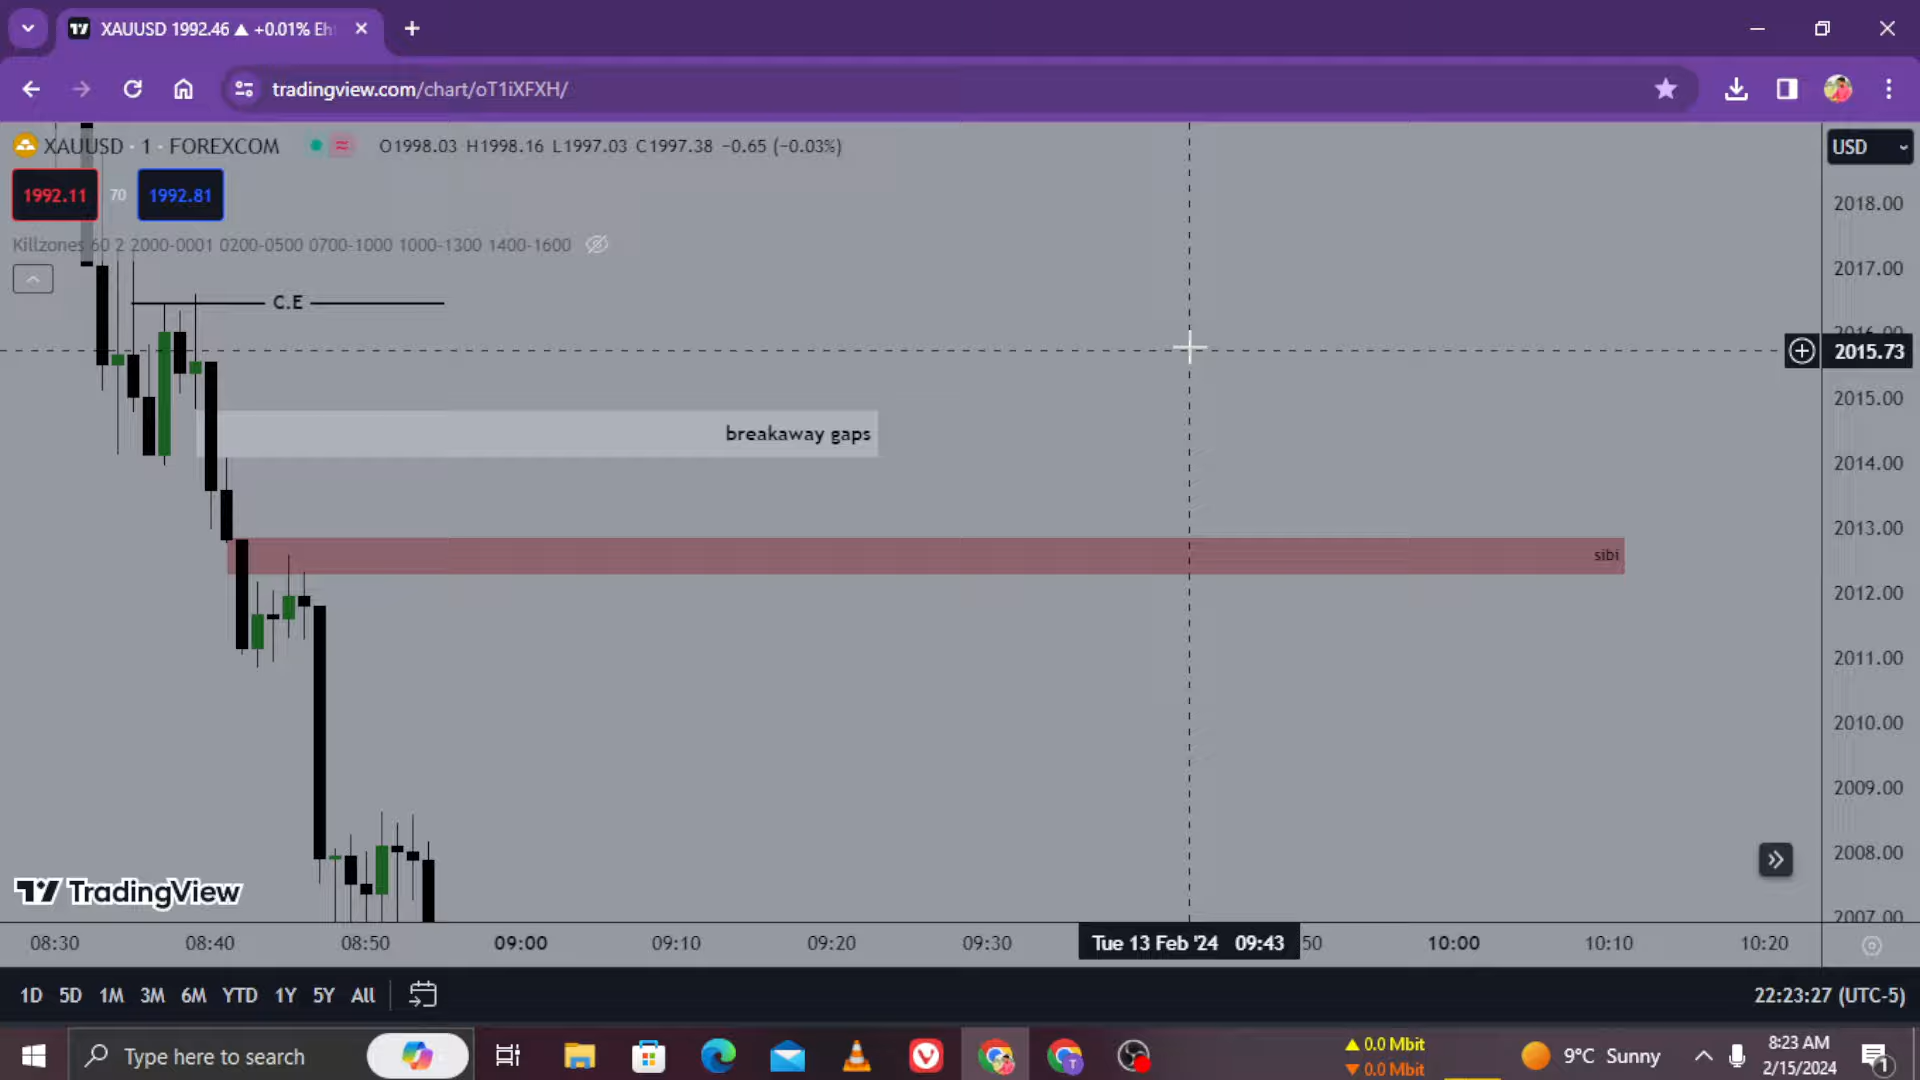 XAUUSD 1992.46 ▲ +0.01% Eh
tradingview.com/chart/oT1iXFXH/
XAUUSD · 1 · FOREXCOM O1998.03 H1998.16 L1997.03 C1997.38 −0.65 (−0.03%)
USD
1992.11 70 1992.81
Killzones 60 2 2000-0001 0200-0500 0700-1000 1000-1300 1400-1600
C.E
breakaway gaps
sibi
2018.00
2017.00
2016.00
2015.73
2015.00
2014.00
2013.00
2012.00
2011.00
2010.00
2009.00
2008.00
2007.00
TradingView
08:30 08:40 08:50 09:00 09:10 09:20 09:30 Tue 13 Feb '24 09:43 50 10:00 10:10 10:20
1D 5D 1M 3M 6M YTD 1Y 5Y All 22:23:27 (UTC-5)
Type here to search
▲ 0.0 Mbit
▼ 0.0 Mbit
9°C Sunny
8:23 AM
2/15/2024
1